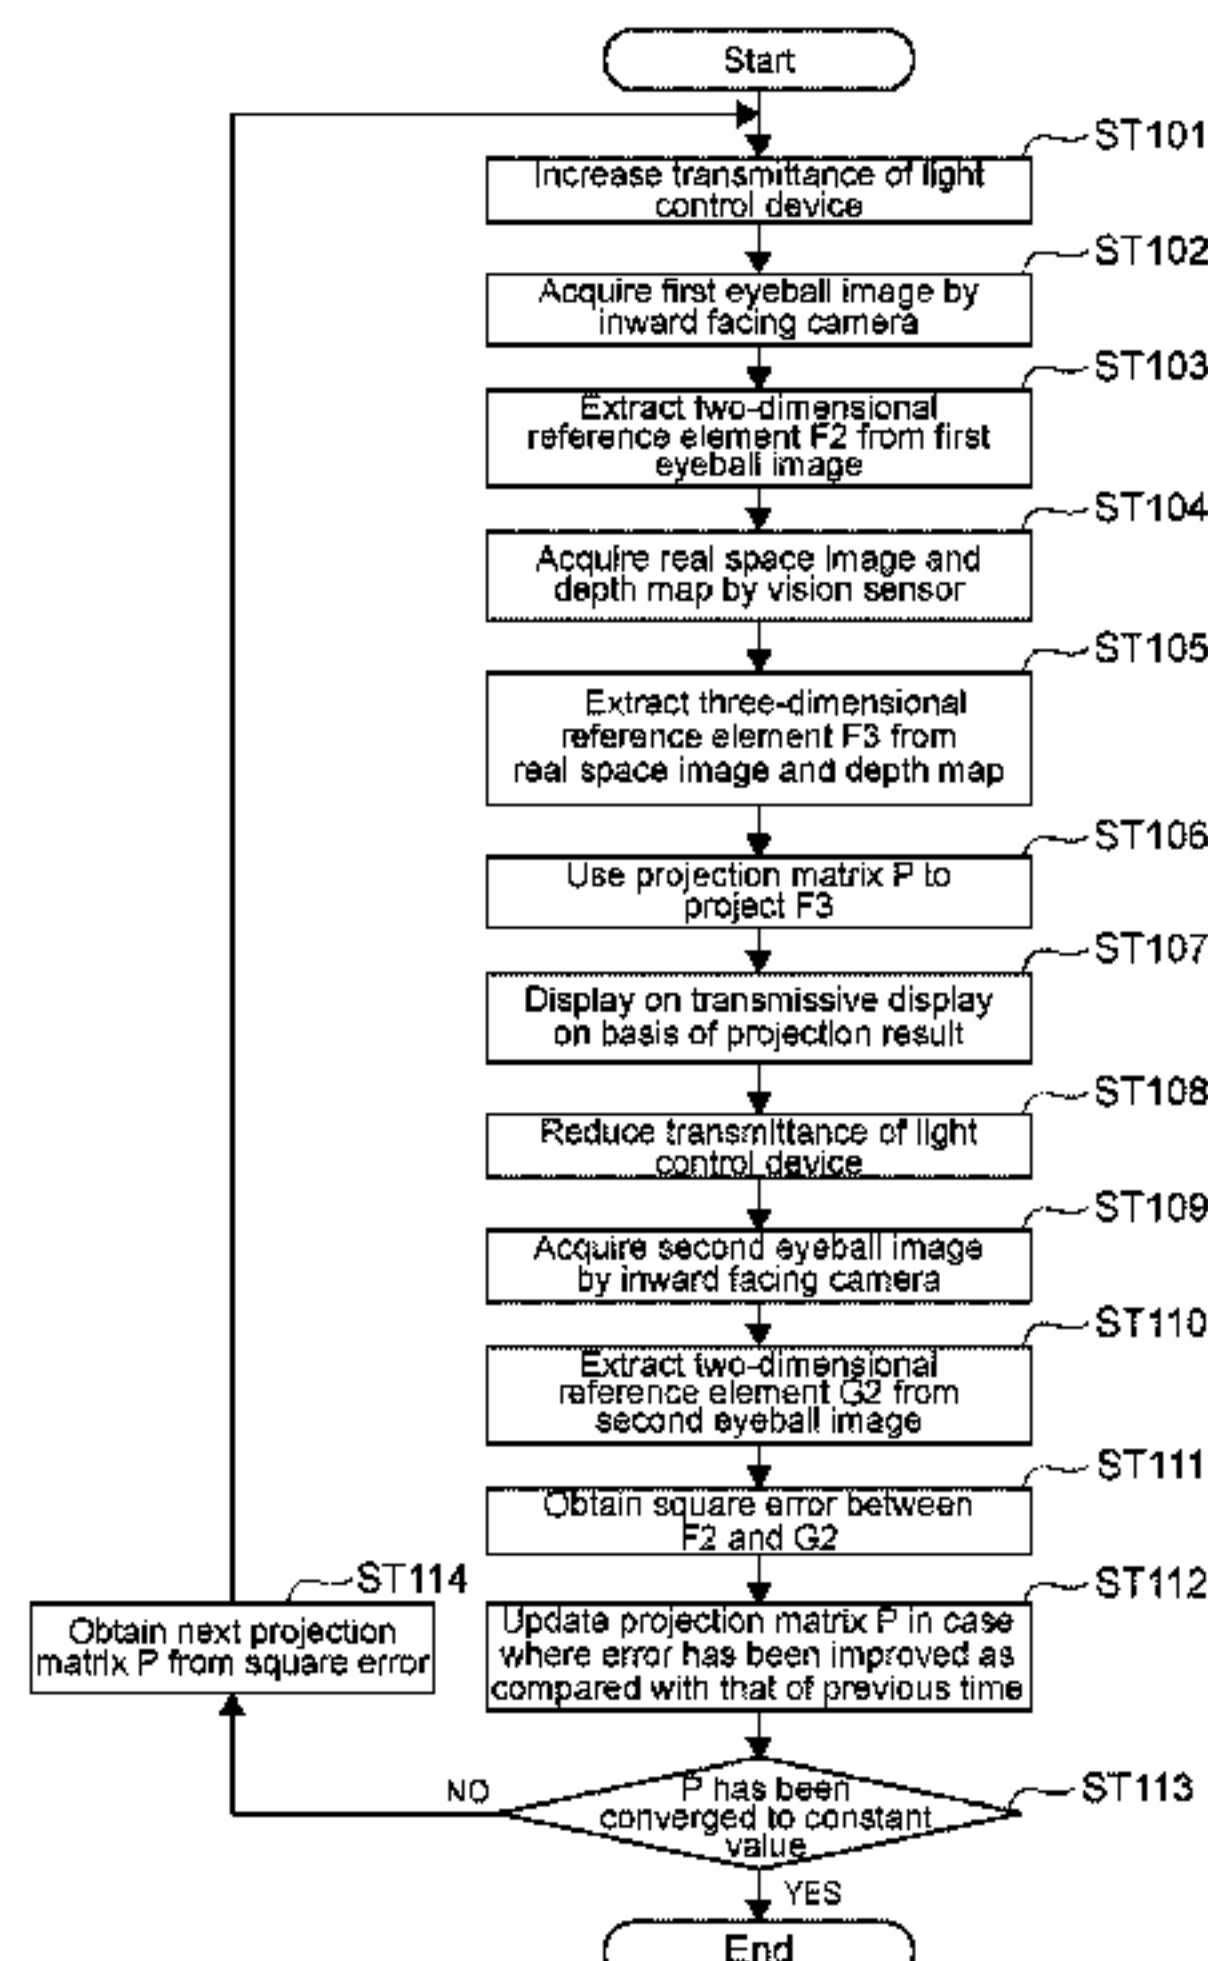 Start
ST101
Increase transmittance of light
control device
ST102
Acquire first eyeball image by
inward facing camera
ST103
Extract two-dimensional
reference element F2 from first
eyeball image
ST104
Acquire real space image and
depth map by vision sensor
ST105
Extract three-dimensional
reference element F3 from
real space image and depth map
ST106
Use projection matrix P to
project F3
ST107
Display on transmissive display
on basis of projection result
ST108
Reduce transmittance of light
control device
ST109
Acquire second eyeball image
by inward facing camera
ST110
Extract two-dimensional
reference element G2 from
second eyeball image
ST111
Obtain square error between
F2 and G2
ST112
Update projection matrix P in case
where error has been improved as
compared with that of previous time
ST113
P has been
converged to constant
value
NO
YES
ST114
Obtain next projection
matrix P from square error
End